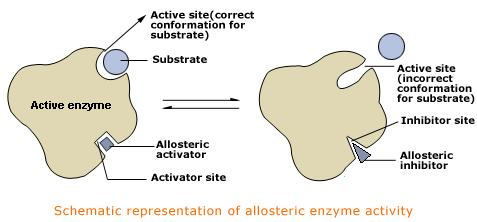 Active site(correct
conformation for
substrate)
Substrate
Active enzyme
Allosteric
activator
Activator site
Active site
(incorrect
conformation
for substrate)
Inhibitor site
Allosteric
inhibitor
Schematic representation of allosteric enzyme activity